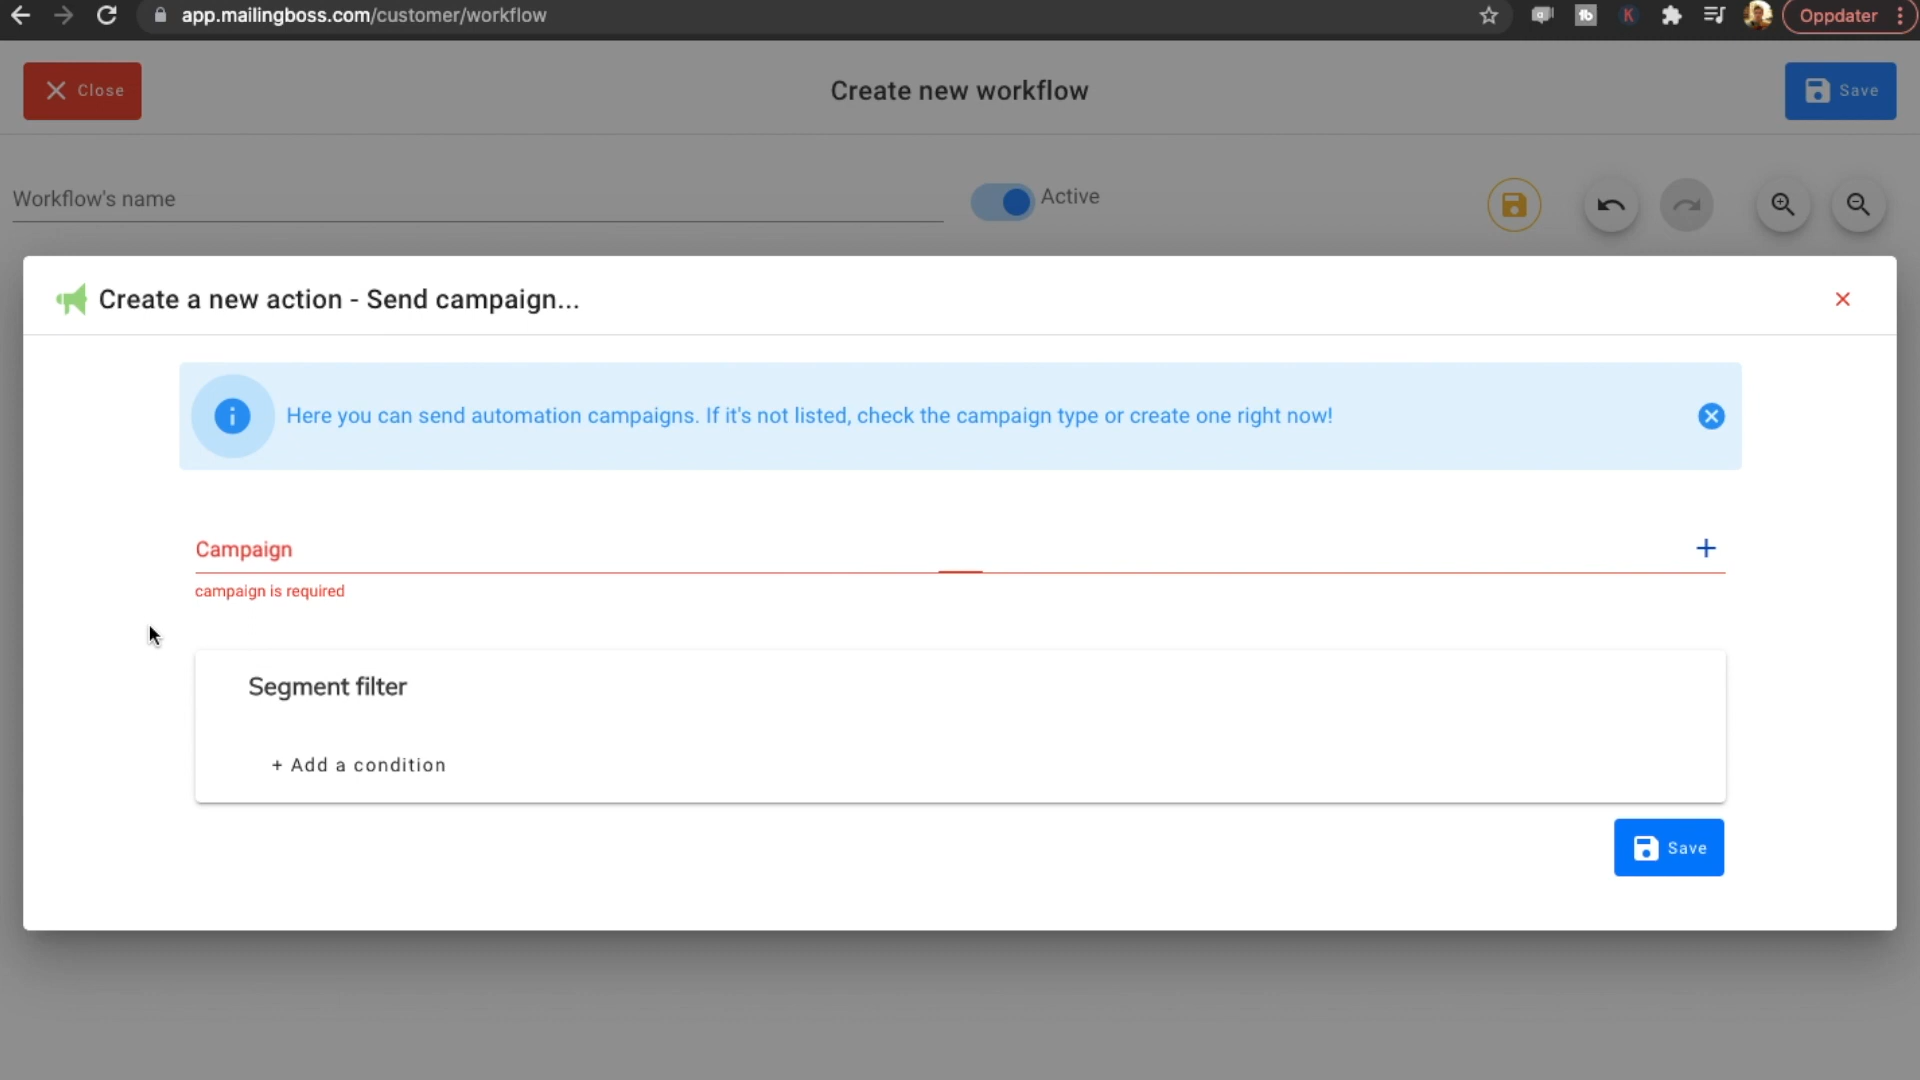 app.mailingboss.com/customer/workflow
Oppdater
Close
Create new workflow
Save
Workflow's name
Active
Create a new action - Send campaign...
Here you can send automation campaigns. If it's not listed, check the campaign type or create one right now!
Campaign
campaign is required
Segment filter
+ Add a condition
Save